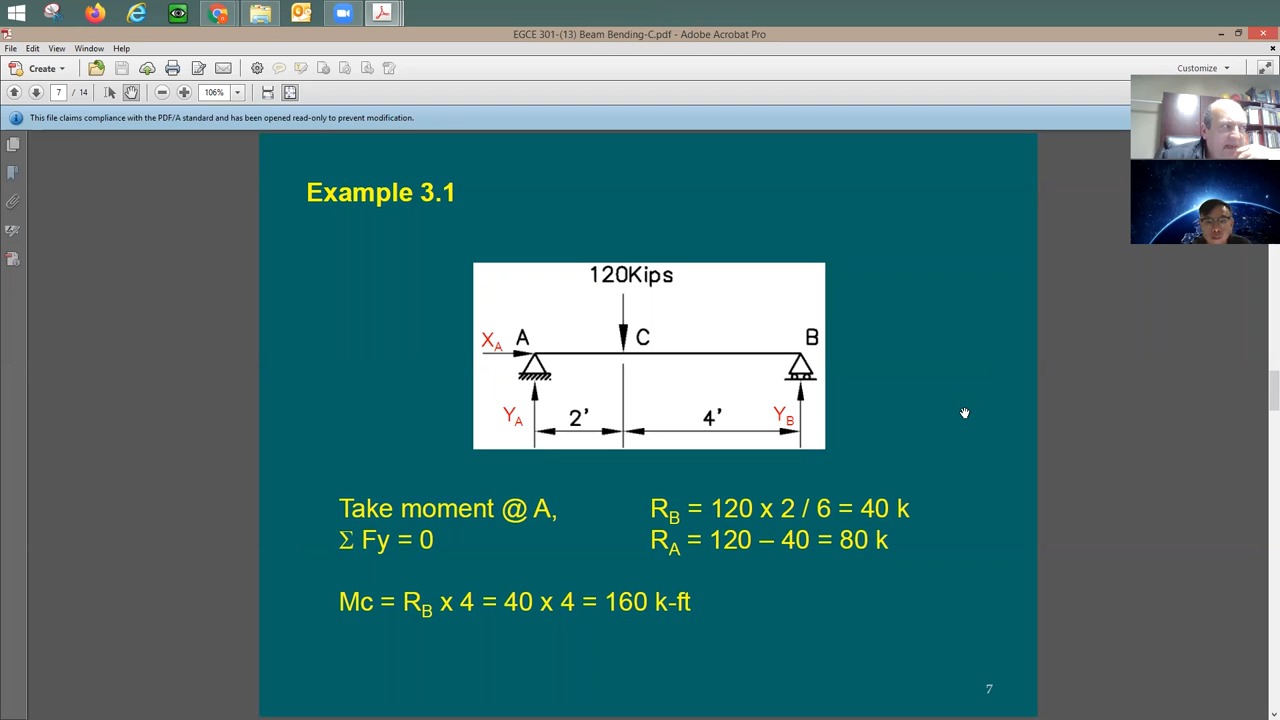 EGCE 301-(13) Beam Bending-C.pdf - Adobe Acrobat Pro
File Edit View Window Help
Create
Customize
7 / 14
106%
This file claims compliance with the PDF/A standard and has been opened read-only to prevent modification.
Example 3.1
120Kips
XA A C B
YA 2' 4' YB
Take moment @ A, RB = 120 x 2 / 6 = 40 k
Σ Fy = 0 RA = 120 – 40 = 80 k
Mc = RB x 4 = 40 x 4 = 160 k-ft
7